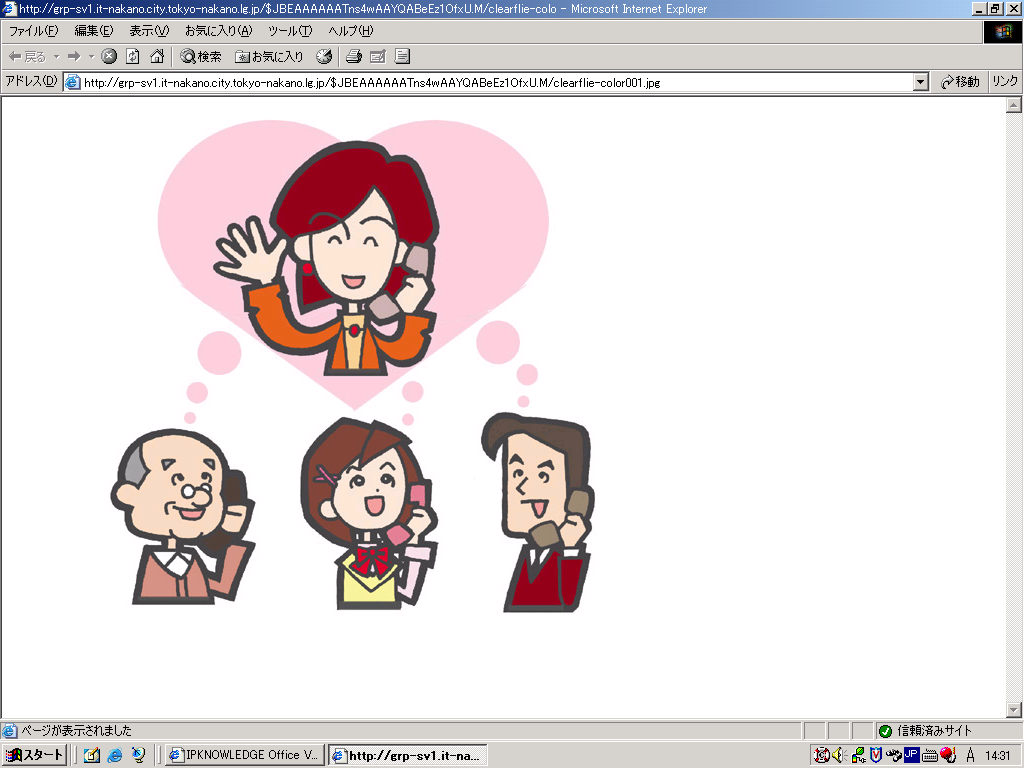 http://grp-sv1.it-nakano.city.tokyo-nakano.lg.jp/$JBEAAAAAATns4wAAYQABeEz1OfxU.M/clearflie-colo - Microsoft Internet Explorer
ファイル(F) 編集(E) 表示(V) お気に入り(A) ツール(T) ヘルプ(H)
戻る 検索 お気に入り
アドレス(D) http://grp-sv1.it-nakano.city.tokyo-nakano.lg.jp/$JBEAAAAAATns4wAAYQABeEz1OfxU.M/clearflie-color001.jpg 移動 リンク
ページが表示されました 信頼済みサイト
スタート IPKNOWLEDGE Office V... http://grp-sv1.it-na... JP A 14:31